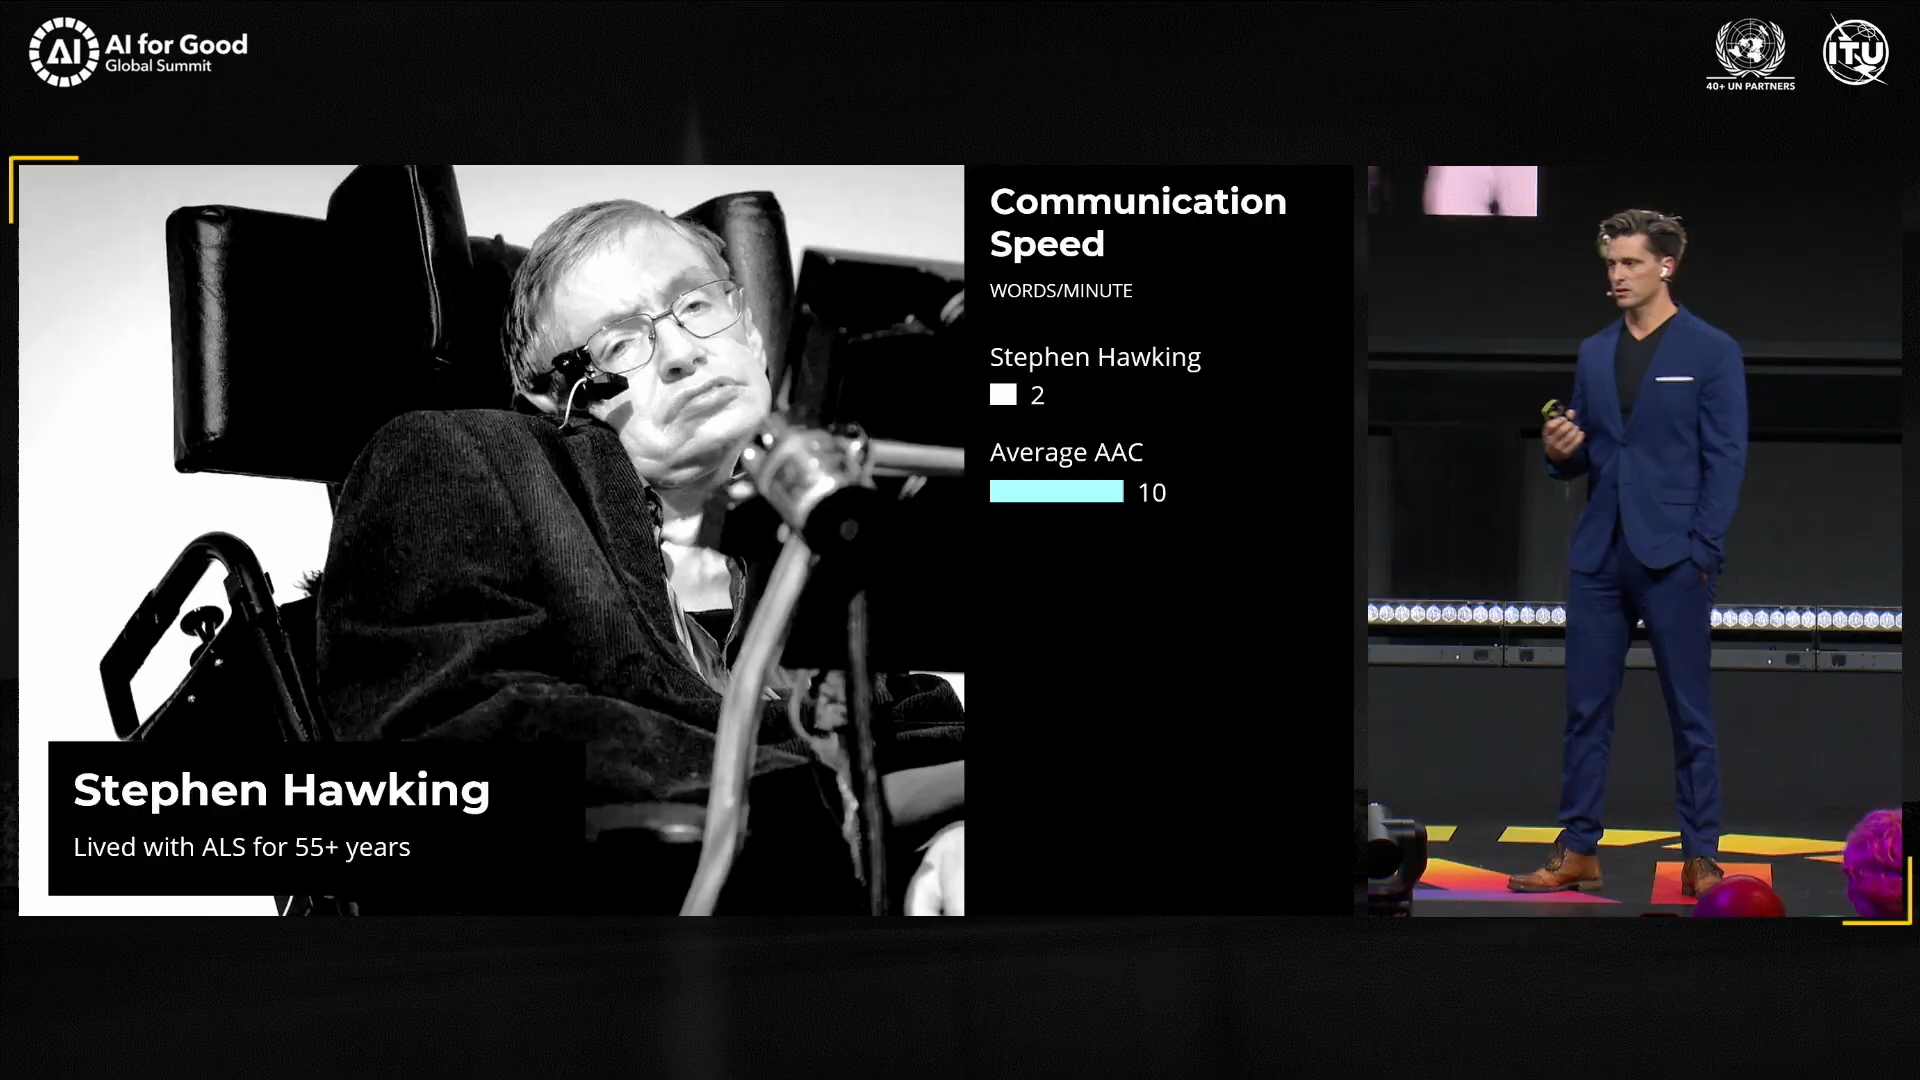 AI
AI for Good
Global Summit
40+ UN PARTNERS
ITU
Communication
Speed
WORDS/MINUTE
Stephen Hawking
2
Average AAC
10
Stephen Hawking
Lived with ALS for 55+ years